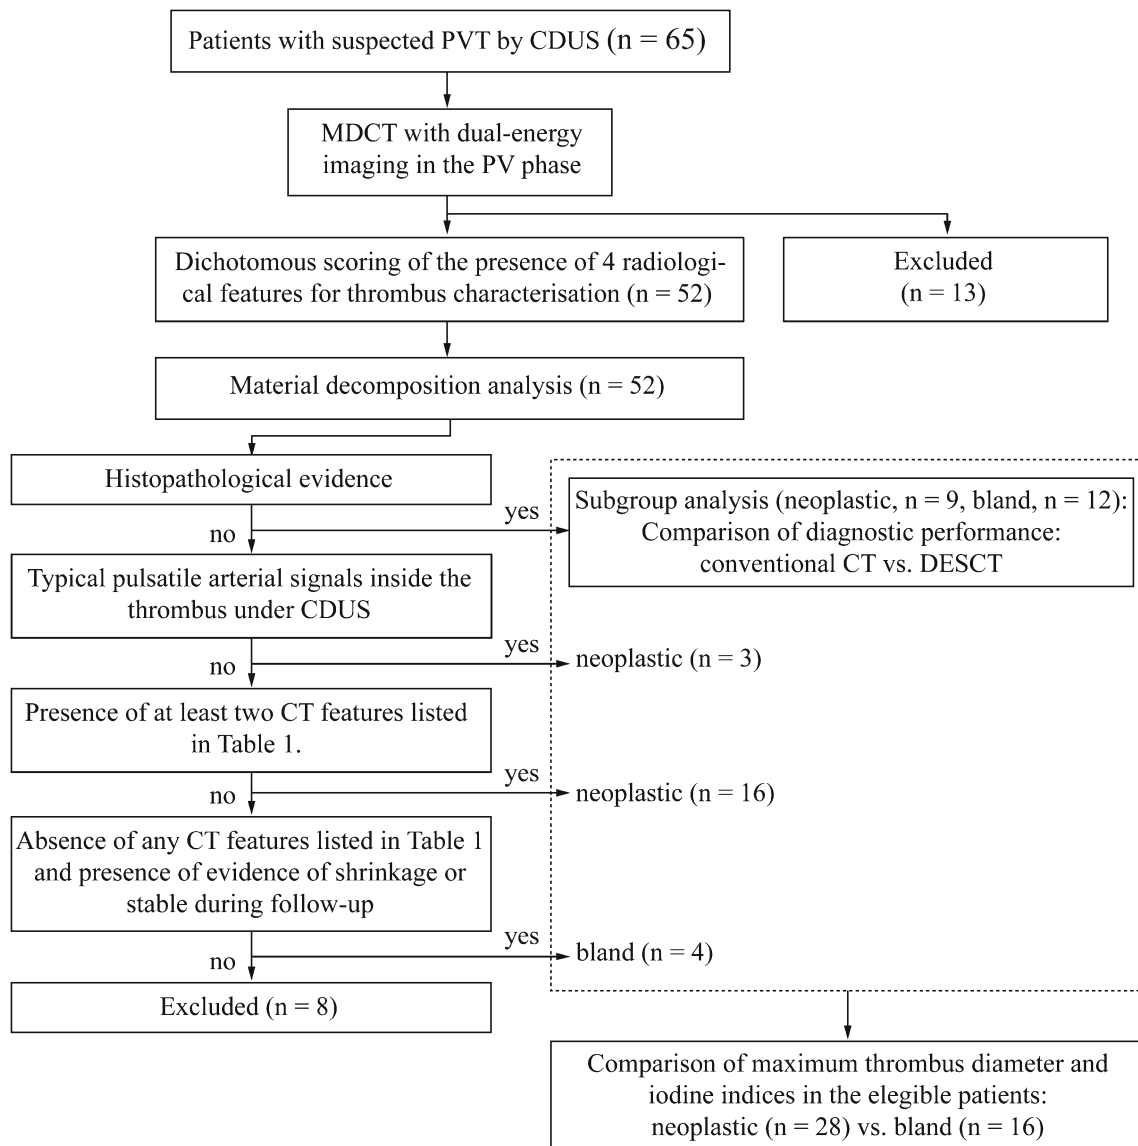 Patients with suspected PVT by CDUS (n = 65)
MDCT with dual-energy
imaging in the PV phase
Dichotomous scoring of the presence of 4 radiologi-
cal features for thrombus characterisation (n = 52)
Excluded
(n = 13)
Material decomposition analysis (n = 52)
Histopathological evidence
yes
no
Subgroup analysis (neoplastic, n = 9, bland, n = 12):
Comparison of diagnostic performance:
conventional CT vs. DESCT
Typical pulsatile arterial signals inside the
thrombus under CDUS
yes
no
neoplastic (n = 3)
Presence of at least two CT features listed
in Table 1.
yes
no
neoplastic (n = 16)
Absence of any CT features listed in Table 1
and presence of evidence of shrinkage or
stable during follow-up
yes
no
bland (n = 4)
Excluded (n = 8)
Comparison of maximum thrombus diameter and
iodine indices in the elegible patients:
neoplastic (n = 28) vs. bland (n = 16)